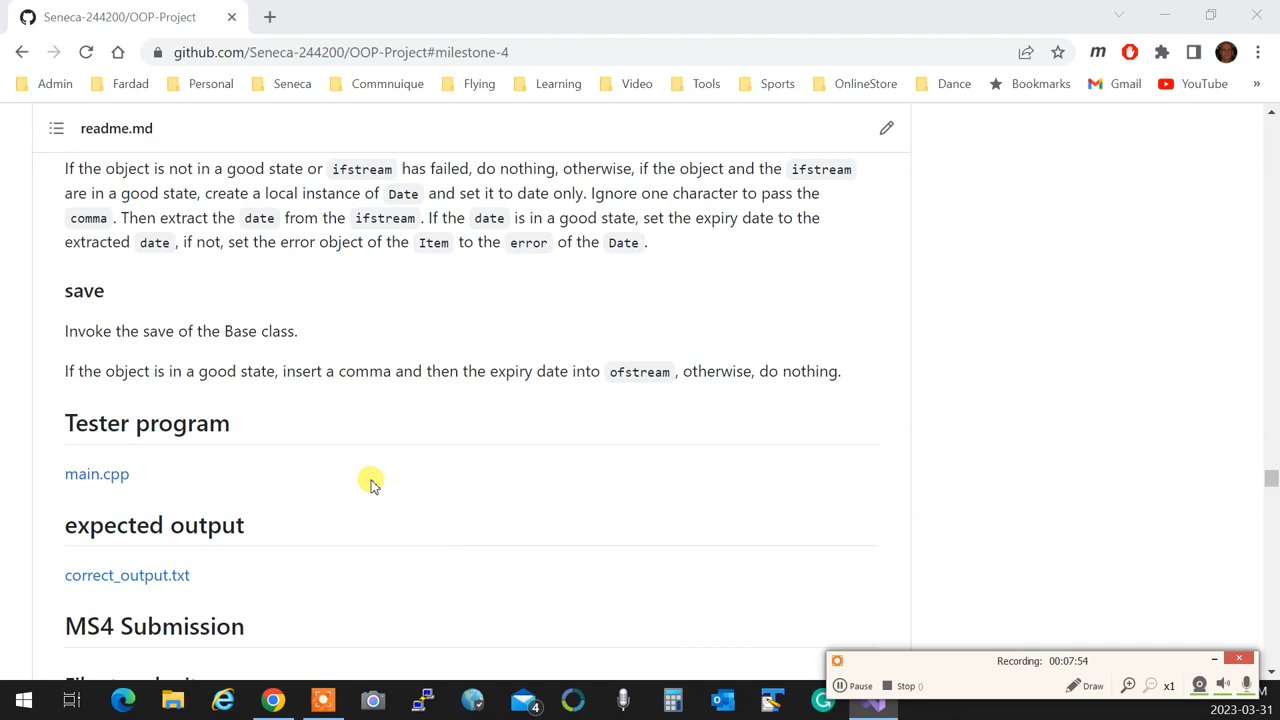 Seneca-244200/OOP-Project
github.com/Seneca-244200/OOP-Project#milestone-4
m
Admin Fardad Personal Seneca Commnuique Flying Learning Video Tools Sports OnlineStore Dance Bookmarks Gmail YouTube »
readme.md
If the object is not in a good state or ifstream has failed, do nothing, otherwise, if the object and the ifstream
are in a good state, create a local instance of Date and set it to date only. Ignore one character to pass the
comma . Then extract the date from the ifstream . If the date is in a good state, set the expiry date to the
extracted date , if not, set the error object of the Item to the error of the Date .
save
Invoke the save of the Base class.
If the object is in a good state, insert a comma and then the expiry date into ofstream , otherwise, do nothing.
Tester program
main.cpp
expected output
correct_output.txt
MS4 Submission
Recording: 00:07:54
Pause Stop () x1 Draw
4
2023-03-31